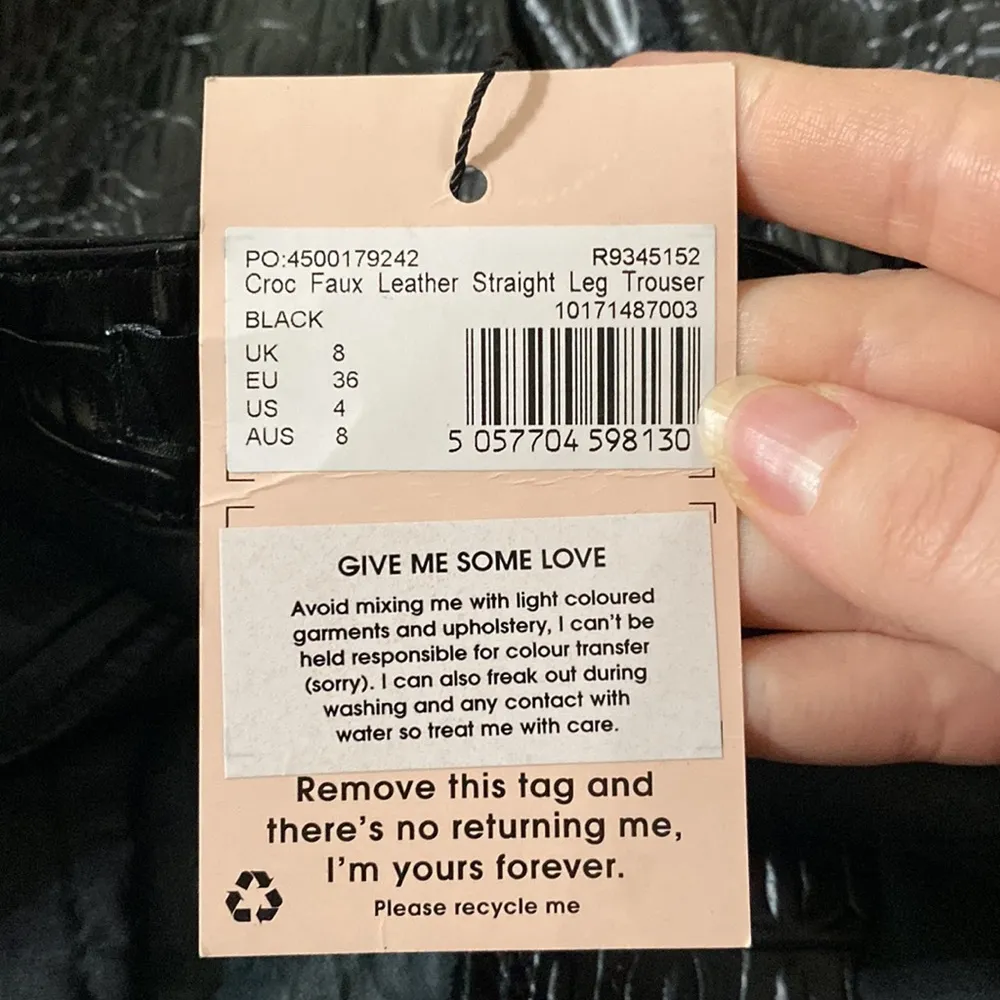 PO:4500179242 R9345152
Croc Faux Leather Straight Leg Trouser
BLACK 10171487003
UK 8
EU 36
US 4
AUS 8
5 057704 598130
GIVE ME SOME LOVE
Avoid mixing me with light coloured
garments and upholstery, I can't be
held responsible for colour transfer
(sorry). I can also freak out during
washing and any contact with
water so treat me with care.
Remove this tag and
there's no returning me,
I'm yours forever.
Please recycle me